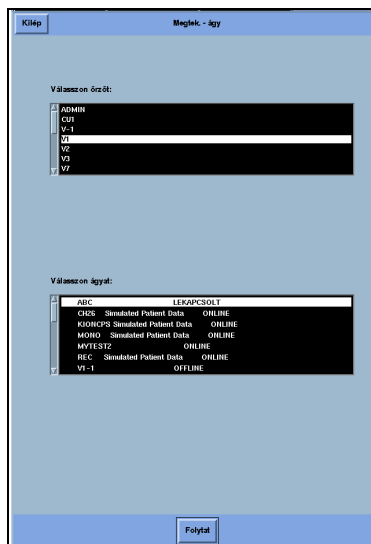 Kilép
Megtek. - ágy
Válasszon őrzőt:
ADMIN
CU1
V-1
V1
V2
V3
V7
Válasszon ágyat:
ABC LEKAPCSOLT
CH26 Simulated Patient Data ONLINE
KIONCPS Simulated Patient Data ONLINE
MONO Simulated Patient Data ONLINE
MYTEST2 ONLINE
REC Simulated Patient Data ONLINE
V1-1 OFFLINE
Folytat